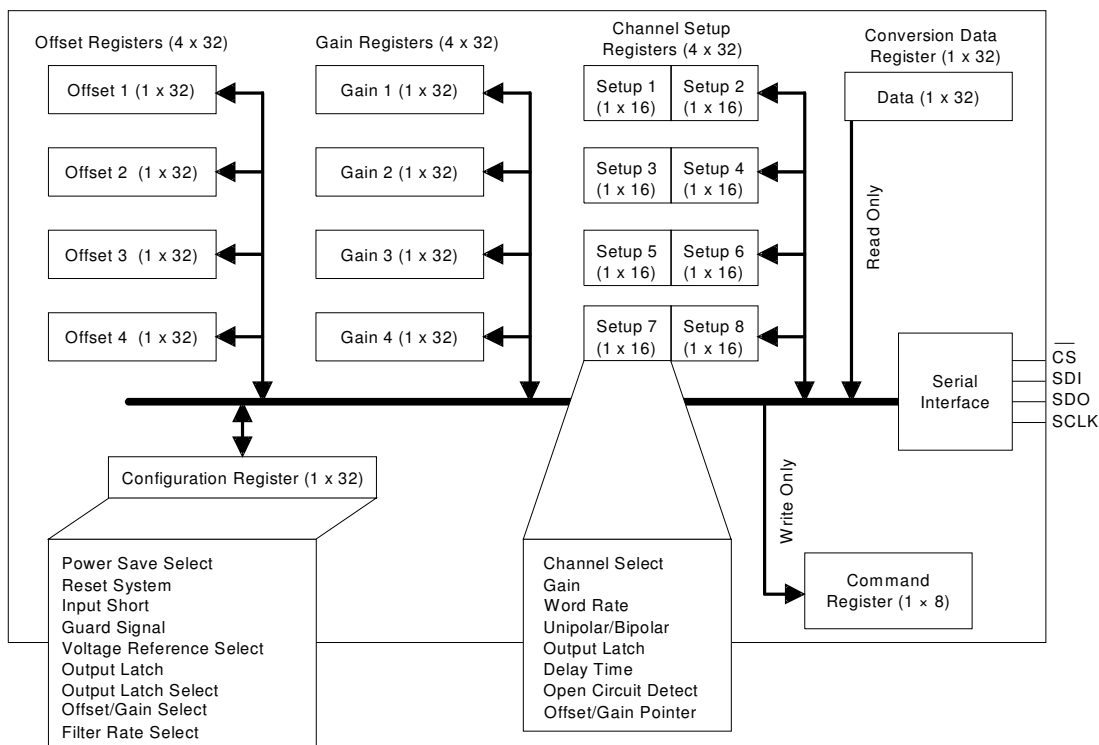 Offset Registers (4 x 32)
Offset 1 (1 x 32)
Offset 2 (1 x 32)
Offset 3 (1 x 32)
Offset 4 (1 x 32)
Gain Registers (4 x 32)
Gain 1 (1 x 32)
Gain 2 (1 x 32)
Gain 3 (1 x 32)
Gain 4 (1 x 32)
Channel Setup
Registers (4 x 32)
Setup 1
(1 x 16)
Setup 2
(1 x 16)
Setup 3
(1 x 16)
Setup 4
(1 x 16)
Setup 5
(1 x 16)
Setup 6
(1 x 16)
Setup 7
(1 x 16)
Setup 8
(1 x 16)
Conversion Data
Register (1 x 32)
Data (1 x 32)
Read Only
Serial
Interface
CS
SDI
SDO
SCLK
Configuration Register (1 x 32)
Power Save Select
Reset System
Input Short
Guard Signal
Voltage Reference Select
Output Latch
Output Latch Select
Offset/Gain Select
Filter Rate Select
Channel Select
Gain
Word Rate
Unipolar/Bipolar
Output Latch
Delay Time
Open Circuit Detect
Offset/Gain Pointer
Write Only
Command
Register (1 × 8)